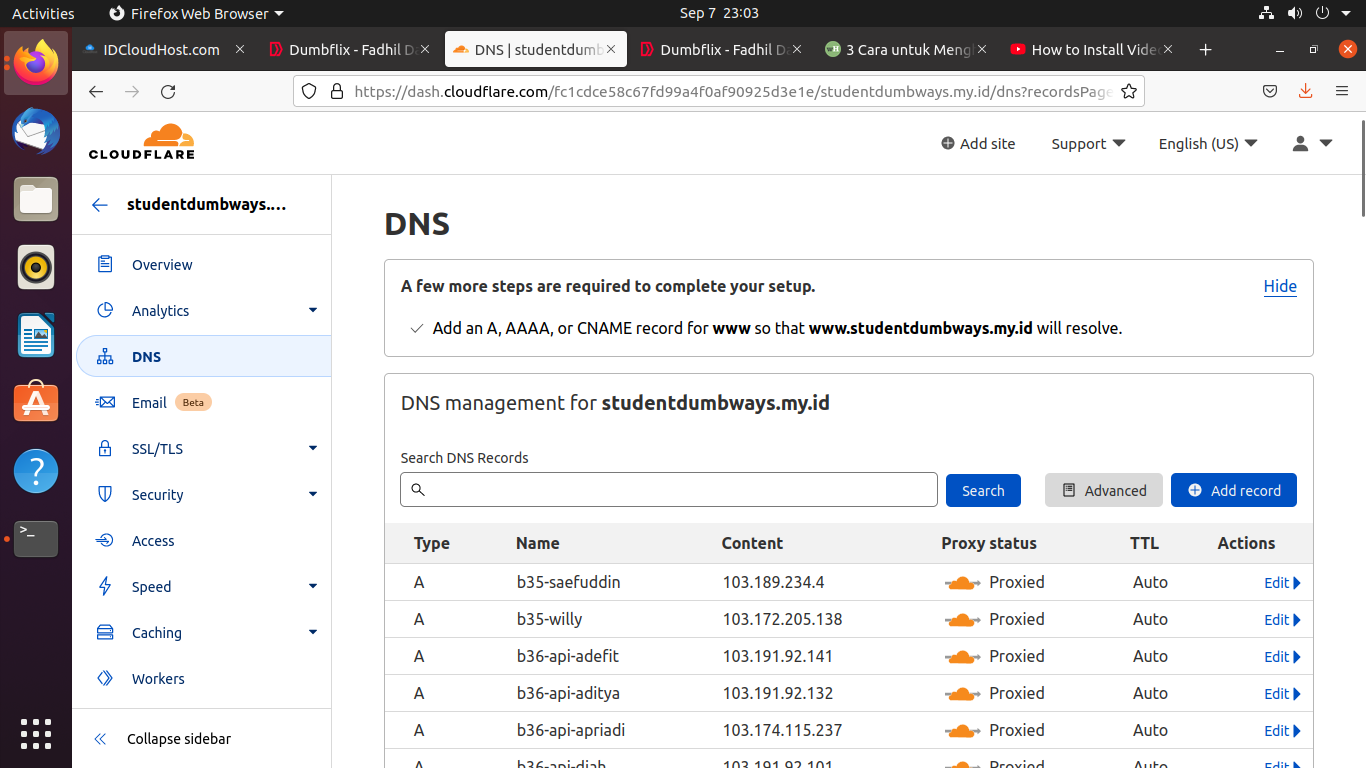 Activities Firefox Web Browser Sep 7 23:03
IDCloudHost.com Dumbflix - Fadhil Da DNS | studentdumb Dumbflix - Fadhil Da 3 Cara untuk Meng How to Install Video
https://dash.cloudflare.com/fc1cdce58c67fd99a4f0af90925d3e1e/studentdumbways.my.id/dns?recordsPage
CLOUDFLARE Add site Support English (US)
studentdumbways....
Overview
Analytics
DNS
Email Beta
SSL/TLS
Security
Access
Speed
Caching
Workers
Collapse sidebar
DNS
A few more steps are required to complete your setup. Hide
Add an A, AAAA, or CNAME record for www so that www.studentdumbways.my.id will resolve.
DNS management for studentdumbways.my.id
Search DNS Records
Search Advanced Add record
Type Name Content Proxy status TTL Actions
A b35-saefuddin 103.189.234.4 Proxied Auto Edit
A b35-willy 103.172.205.138 Proxied Auto Edit
A b36-api-adefit 103.191.92.141 Proxied Auto Edit
A b36-api-aditya 103.191.92.132 Proxied Auto Edit
A b36-api-apriadi 103.174.115.237 Proxied Auto Edit
A b36-api-diah 103.191.92.101 Proxied Auto Edit